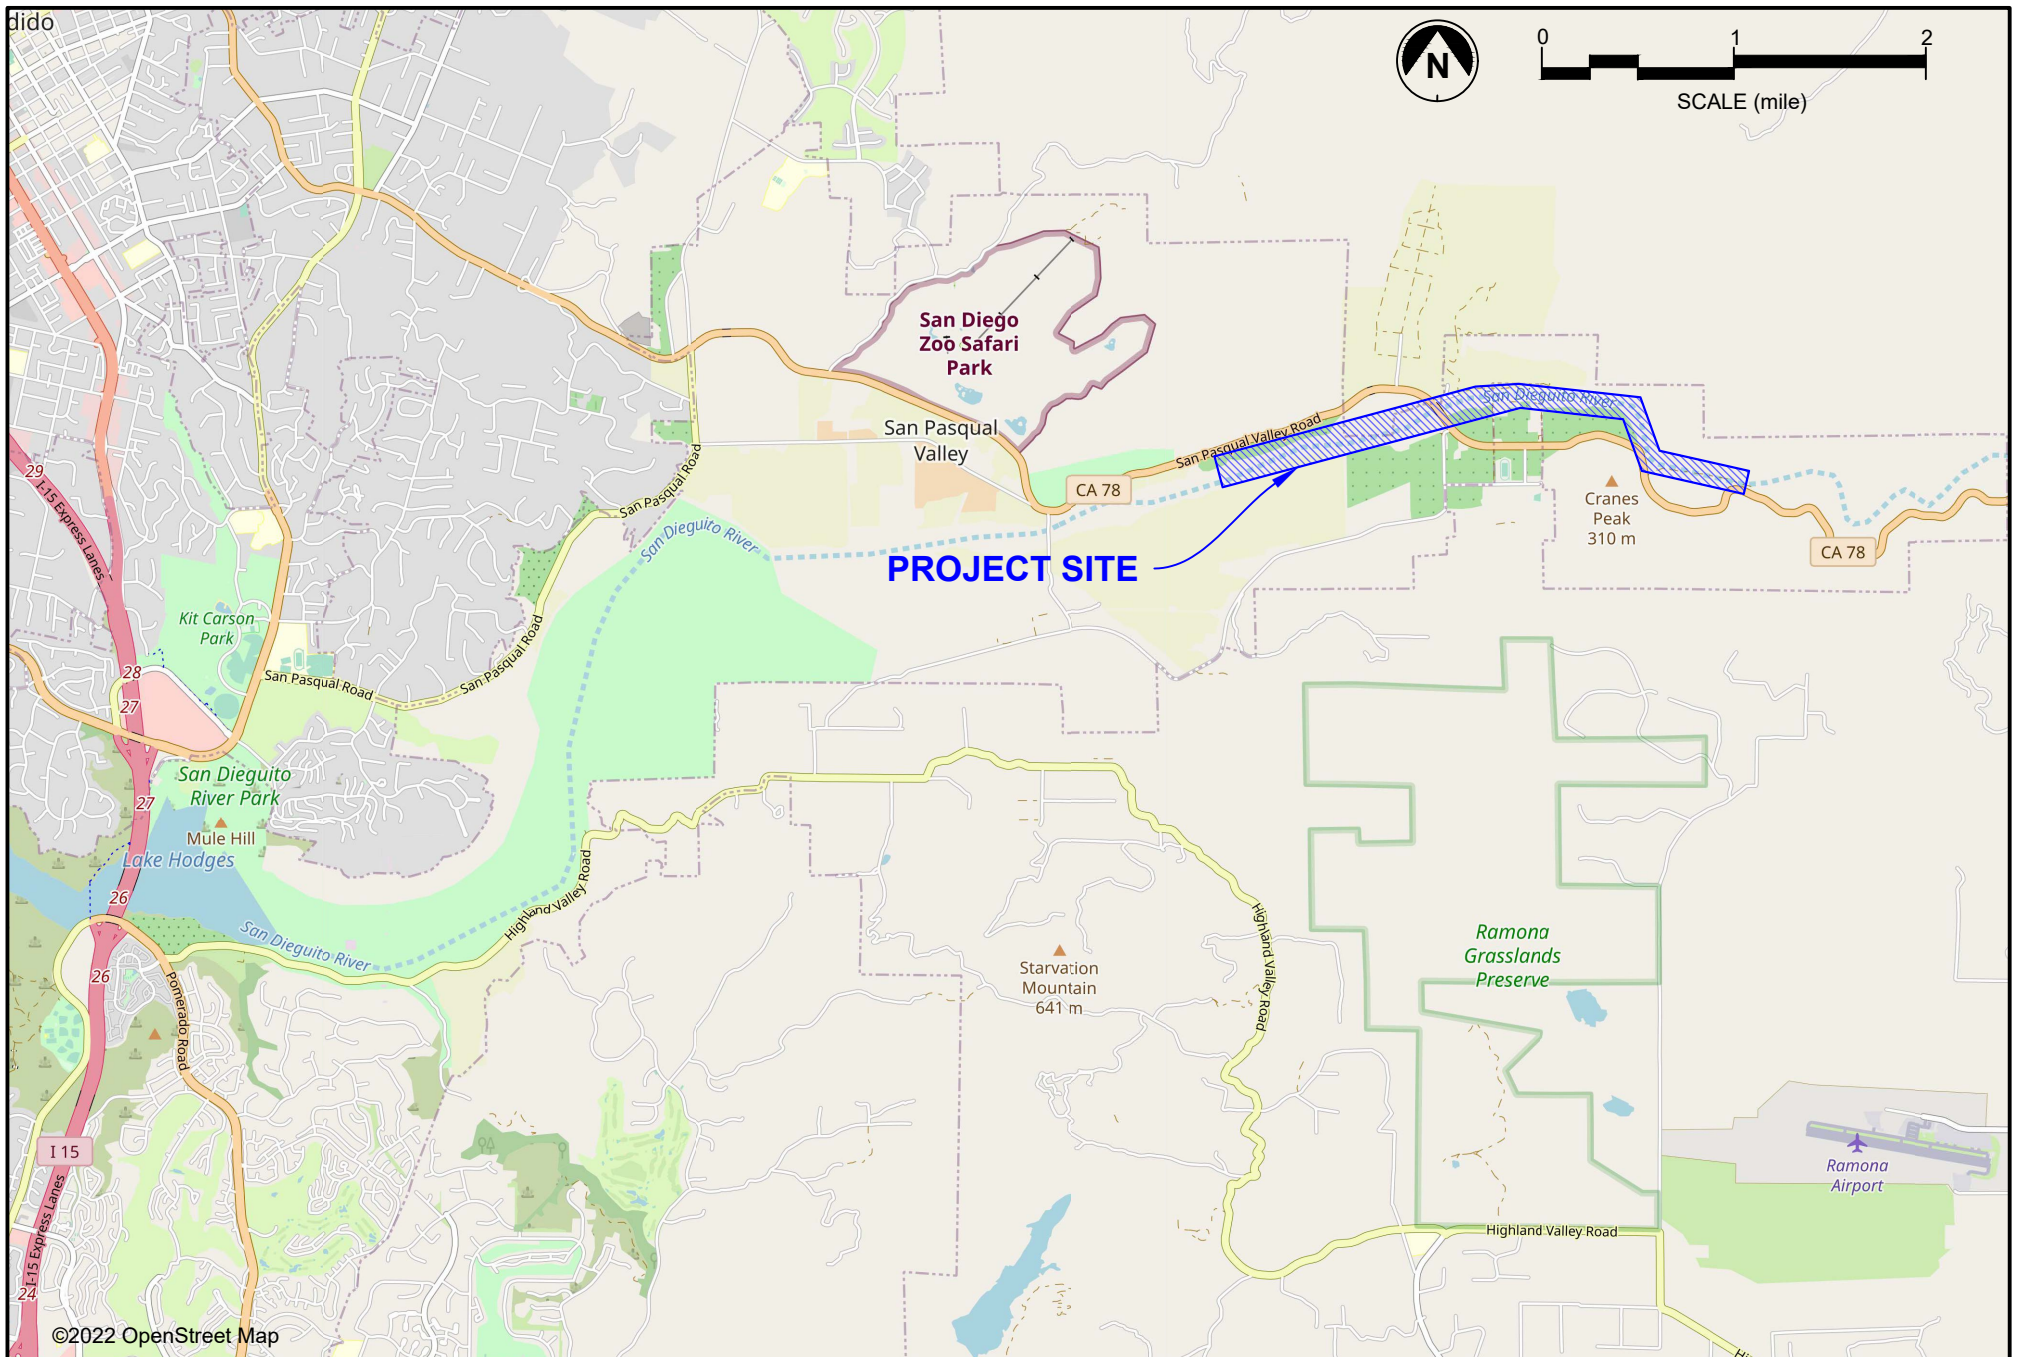 dido
N
0 1 2
SCALE (mile)
San Diego
Zoo Safari
Park
San Pasqual
Valley
San Pasqual Valley Road
San Dieguito River
CA 78
Cranes
Peak
310 m
CA 78
29
I-15 Express Lanes
San Pasqual Road
San Dieguito River
PROJECT SITE
Kit Carson
Park
San Pasqual Road
San Pasqual Road
28
27
San Dieguito
River Park
27
Mule Hill
Lake Hodges
26
San Dieguito River
Highland Valley Road
26
Pomerado Road
Starvation
Mountain
641 m
Highland Valley Road
Ramona
Grasslands
Preserve
I 15
I-15 Express Lanes
24
Ramona
Airport
Highland Valley Road
Hi
©2022 OpenStreet Map